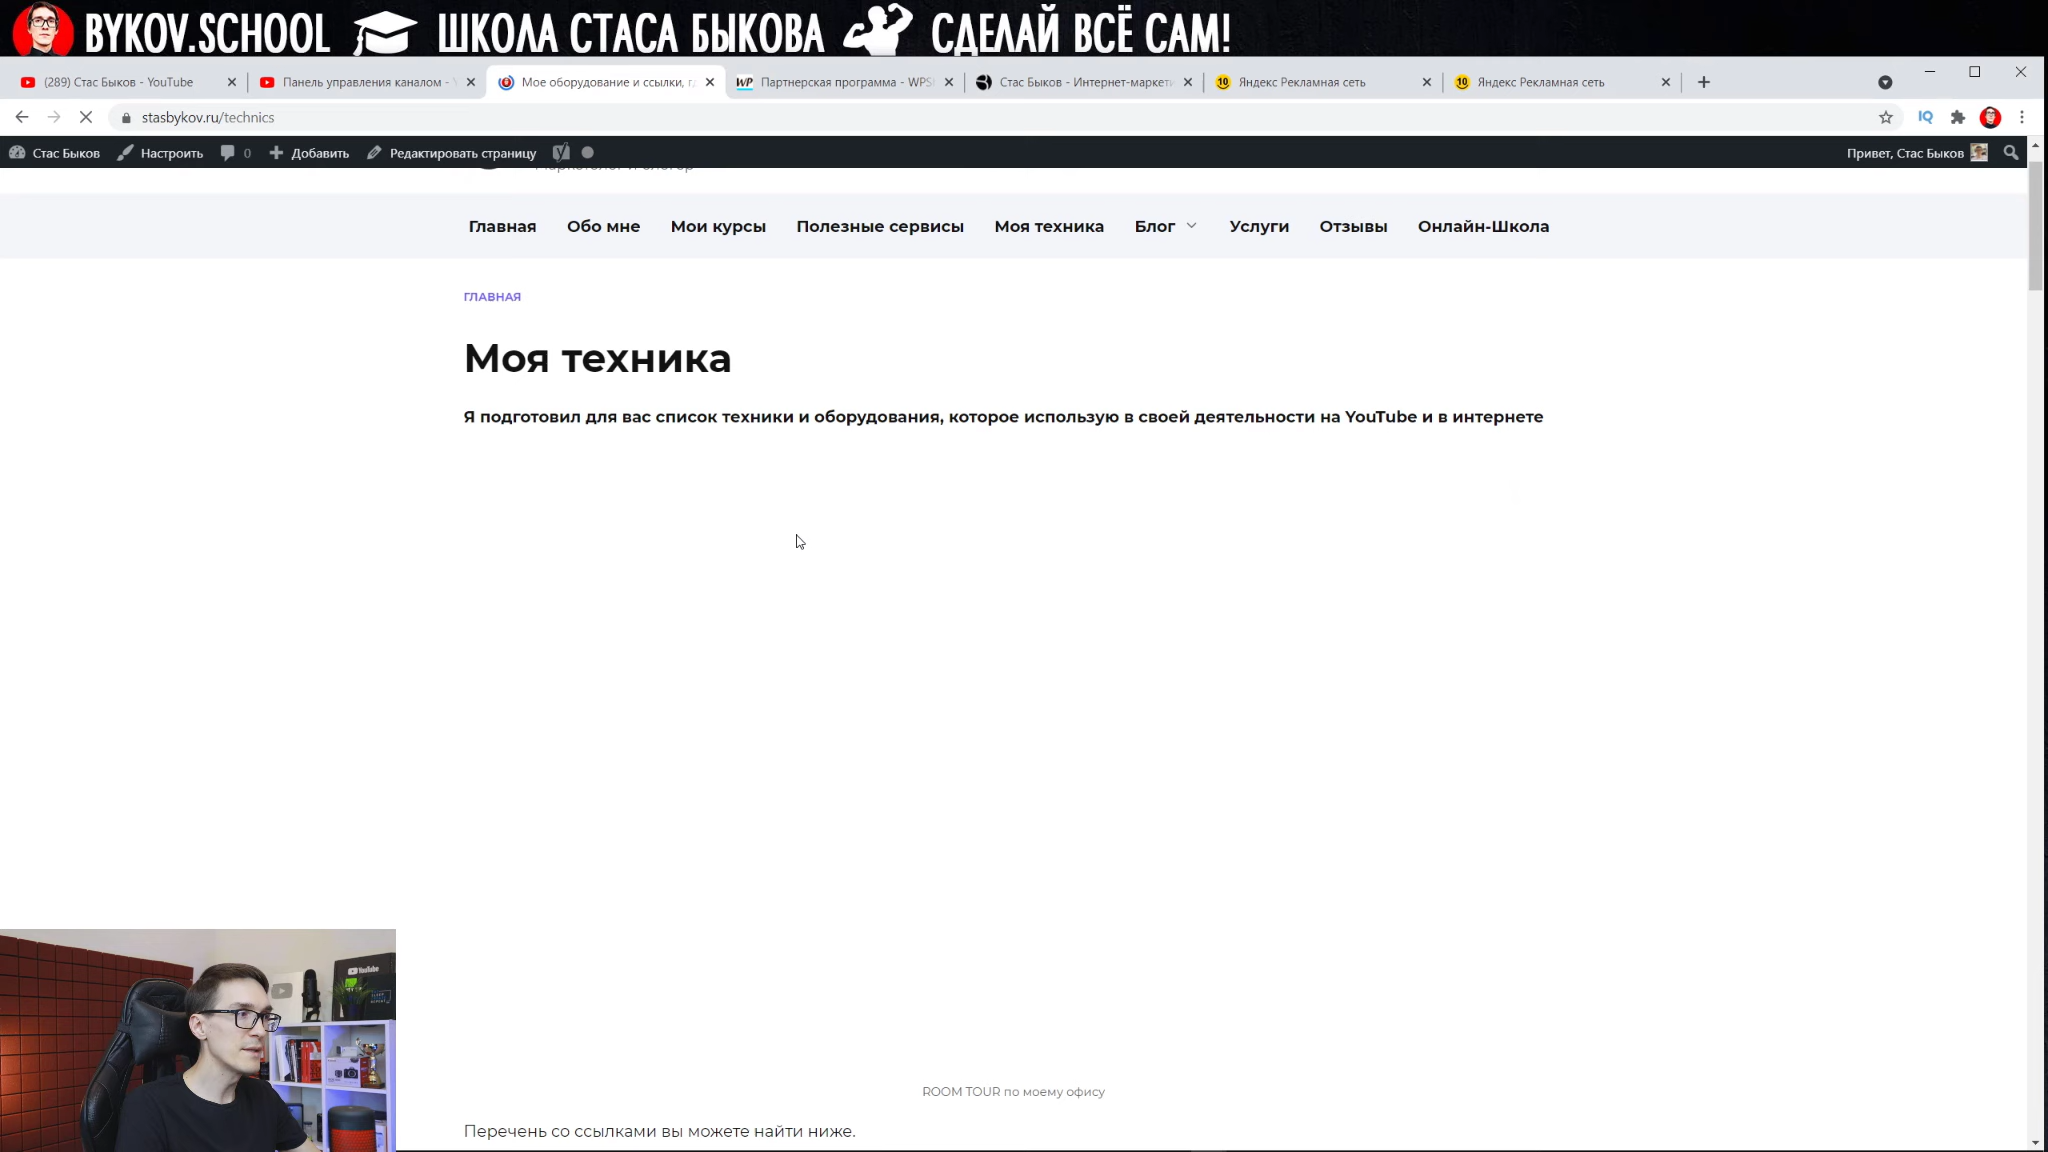 BYKOV.SCHOOL ШКОЛА СТАСА БЫКОВА СДЕЛАЙ ВСЁ САМ!
(289) Стас Быков - YouTube
Панель управления каналом -
Мое оборудование и ссылки,
Партнерская программа - WPS
Стас Быков - Интернет-маркети
Яндекс Рекламная сеть
Яндекс Рекламная сеть
stasbykov.ru/technics
IQ
Стас Быков Настроить 0 Добавить Редактировать страницу
Привет, Стас Быков
Главная Обо мне Мои курсы Полезные сервисы Моя техника Блог Услуги Отзывы Онлайн-Школа
ГЛАВНАЯ
Моя техника
Я подготовил для вас список техники и оборудования, которое использую в своей деятельности на YouTube и в интернете
YouTube
ROOM TOUR по моему офису
Перечень со ссылками вы можете найти ниже.